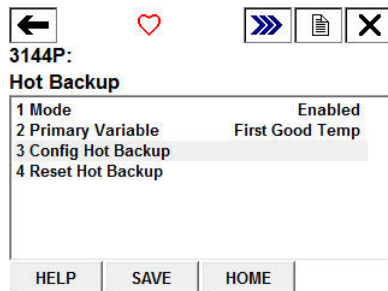 3144P:
Hot Backup
1 Mode Enabled
2 Primary Variable First Good Temp
3 Config Hot Backup
4 Reset Hot Backup
HELP SAVE HOME